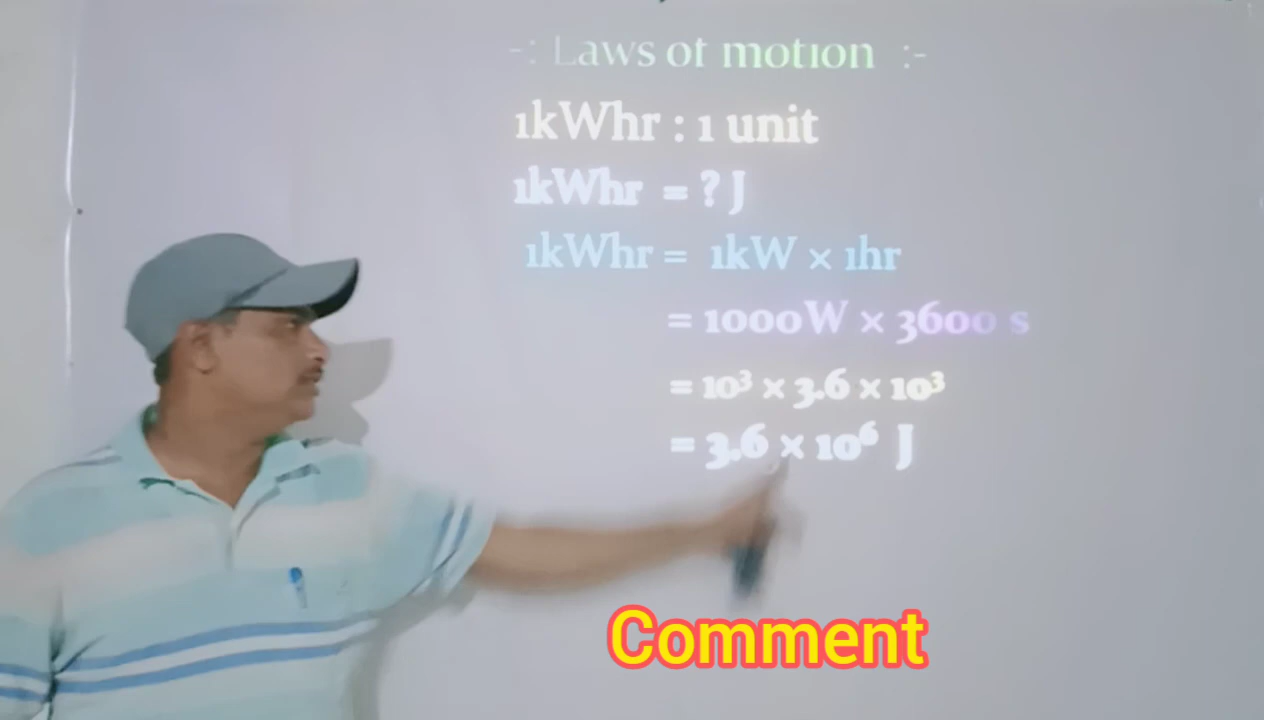 -: Laws of motion :-
1kWhr : 1 unit
1kWhr = ? J
1kWhr = 1kW × 1hr
= 1000W × 3600 s
= 10³ × 3.6 × 10³
= 3.6 × 10⁶ J
Comment